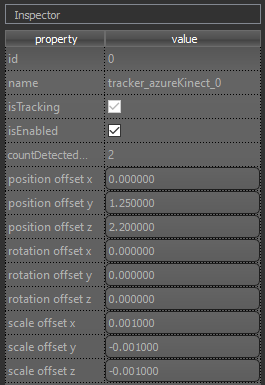 Inspector
property value
id 0
name tracker_azureKinect_0
isTracking
isEnabled
countDetected... 2
position offset x 0.000000
position offset y 1.250000
position offset z 2.200000
rotation offset x 0.000000
rotation offset y 0.000000
rotation offset z 0.000000
scale offset x 0.001000
scale offset y -0.001000
scale offset z -0.001000